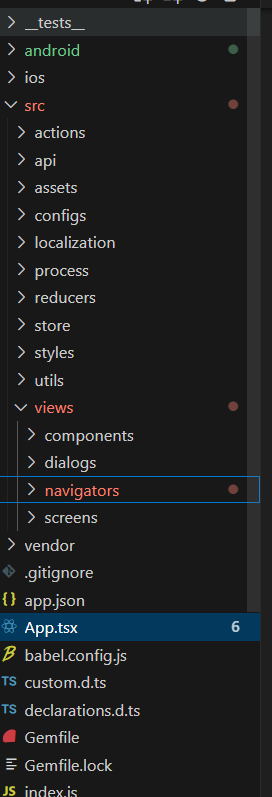 __tests__
android
ios
src
actions
api
assets
configs
localization
process
reducers
store
styles
utils
views
components
dialogs
navigators
screens
vendor
.gitignore
{} app.json
App.tsx 6
babel.config.js
TS custom.d.ts
TS declarations.d.ts
Gemfile
Gemfile.lock
JS index.js